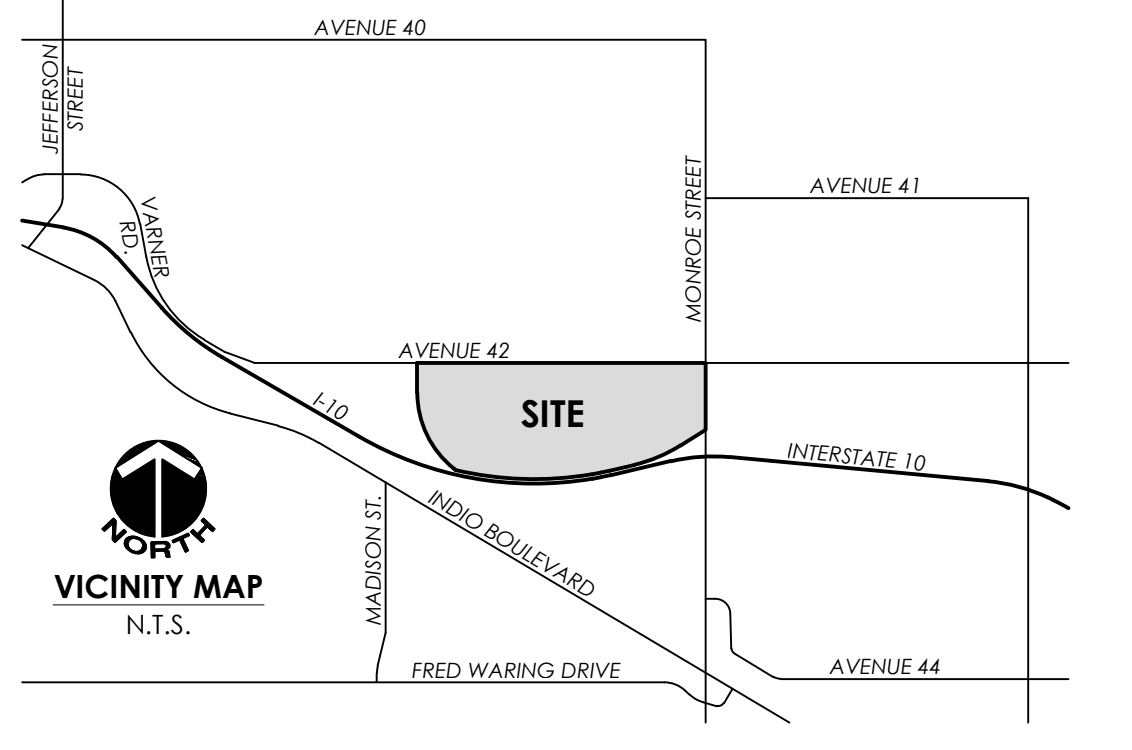 AVENUE 40
JEFFERSON
STREET
MONROE STREET
AVENUE 41
VARNER
RD.
AVENUE 42
SITE
I-10
INTERSTATE 10
NORTH
INDIO BOULEVARD
MADISON ST.
VICINITY MAP
N.T.S.
FRED WARING DRIVE
AVENUE 44